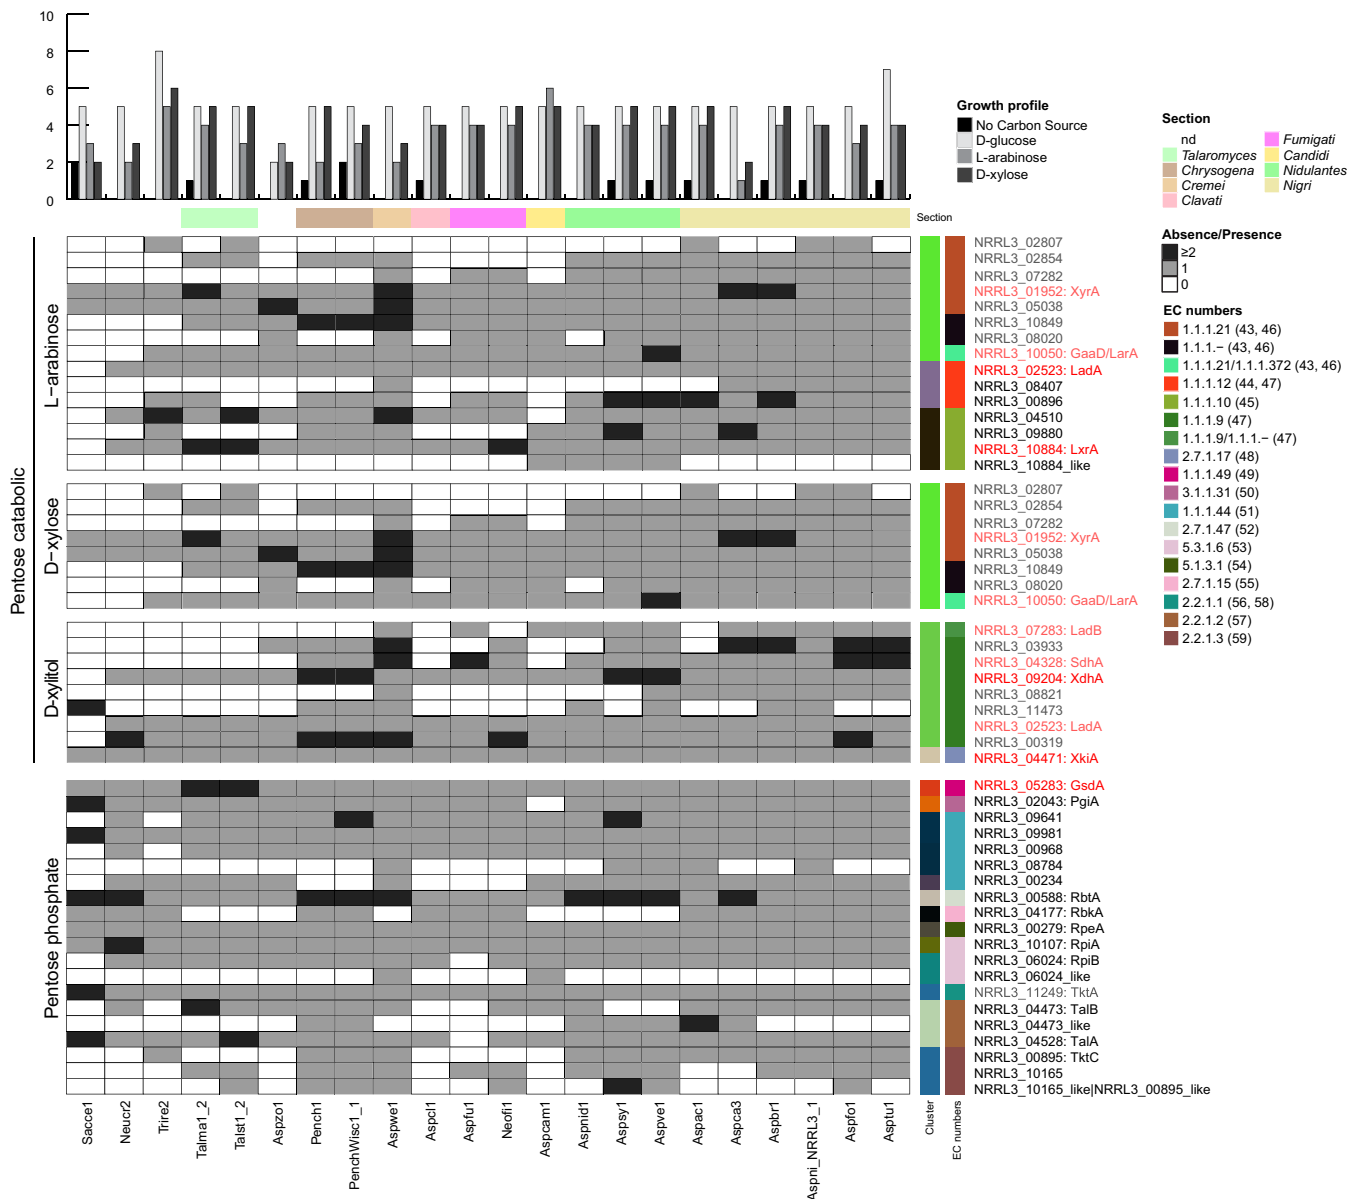 10
8
6
4
2
0
Growth profile
No Carbon Source
D-glucose
L-arabinose
D-xylose
Section
nd
Talaromyces
Chrysogena
Cremei
Clavati
Fumigati
Candidi
Nidulantes
Nigri
Section
Absence/Presence
≥2
1
0
EC numbers
1.1.1.21 (43, 46)
1.1.1.− (43, 46)
1.1.1.21/1.1.1.372 (43, 46)
1.1.1.12 (44, 47)
1.1.1.10 (45)
1.1.1.9 (47)
1.1.1.9/1.1.1.− (47)
2.7.1.17 (48)
1.1.1.49 (49)
3.1.1.31 (50)
1.1.1.44 (51)
2.7.1.47 (52)
5.3.1.6 (53)
5.1.3.1 (54)
2.7.1.15 (55)
2.2.1.1 (56, 58)
2.2.1.2 (57)
2.2.1.3 (59)
Pentose catabolic
L−arabinose
NRRL3_02807
NRRL3_02854
NRRL3_07282
NRRL3_01952: XyrA
NRRL3_05038
NRRL3_10849
NRRL3_08020
NRRL3_10050: GaaD/LarA
NRRL3_02523: LadA
NRRL3_08407
NRRL3_00896
NRRL3_04510
NRRL3_09880
NRRL3_10884: LxrA
NRRL3_10884_like
D−xylose
NRRL3_02807
NRRL3_02854
NRRL3_07282
NRRL3_01952: XyrA
NRRL3_05038
NRRL3_10849
NRRL3_08020
NRRL3_10050: GaaD/LarA
D-xylitol
NRRL3_07283: LadB
NRRL3_03933
NRRL3_04328: SdhA
NRRL3_09204: XdhA
NRRL3_08821
NRRL3_11473
NRRL3_02523: LadA
NRRL3_00319
NRRL3_04471: XkiA
Pentose phosphate
NRRL3_05283: GsdA
NRRL3_02043: PgiA
NRRL3_09641
NRRL3_09981
NRRL3_00968
NRRL3_08784
NRRL3_00234
NRRL3_00588: RbtA
NRRL3_04177: RbkA
NRRL3_00279: RpeA
NRRL3_10107: RpiA
NRRL3_06024: RpiB
NRRL3_06024_like
NRRL3_11249: TktA
NRRL3_04473: TalB
NRRL3_04473_like
NRRL3_04528: TalA
NRRL3_00895: TktC
NRRL3_10165
NRRL3_10165_like|NRRL3_00895_like
Sacce1
Neucr2
Trire2
Talma1_2
Talst1_2
Aspzo1
Pench1
PenchWisc1_1
Aspwe1
Aspcl1
Aspfu1
Neofi1
Aspcam1
Aspnid1
Aspsy1
Aspve1
Aspac1
Aspca3
Aspbr1
Aspni_NRRL3_1
Aspfo1
Asptu1
Cluster
EC numbers